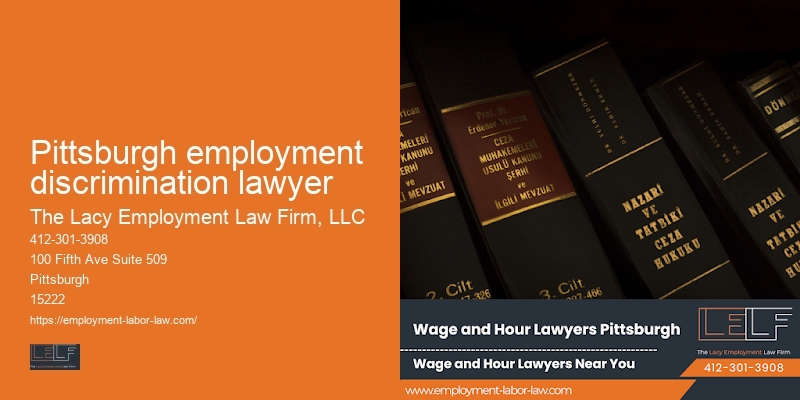 Pittsburgh employment
discrimination lawyer
The Lacy Employment Law Firm, LLC
412-301-3908
100 Fifth Ave Suite 509
Pittsburgh
15222
https://employment-labor-law.com/
LELF
The Lacy Employment Law Firm
Prof. Dr.
CEZA
MUHAKEMELERİ
USULÜ KANUNU
ŞERHİ
ve
İLGİLİ MEVZUAT
2. Cilt
3. Cilt
NAZARİ
VE
TATBİKİ
CEZA
HUKUKU
NAZARİ
VE
Wage and Hour Lawyers Pittsburgh
Wage and Hour Lawyers Near You
LELF
The Lacy Employment Law Firm
412-301-3908
www.employment-labor-law.com